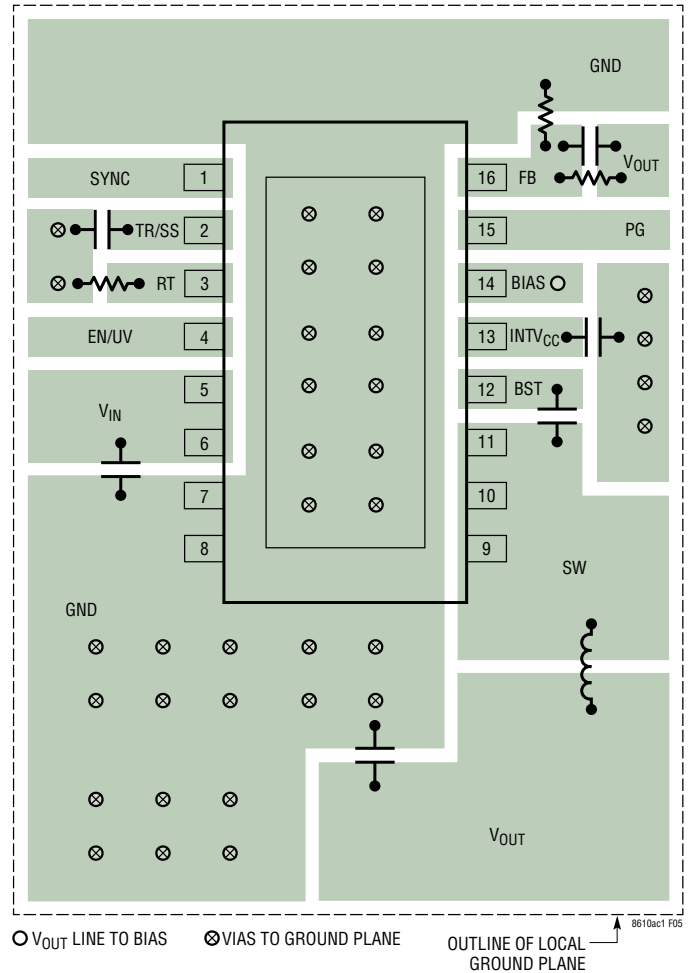 GND
SYNC 1
16 FB
VOUT
TR/SS 2
15 PG
RT 3
14 BIAS
EN/UV 4
13 INTVCC
5
12 BST
VIN
6
11
7
10
8
9
SW
GND
VOUT
8610ac1 F05
VOUT LINE TO BIAS
VIAS TO GROUND PLANE
OUTLINE OF LOCAL
GROUND PLANE